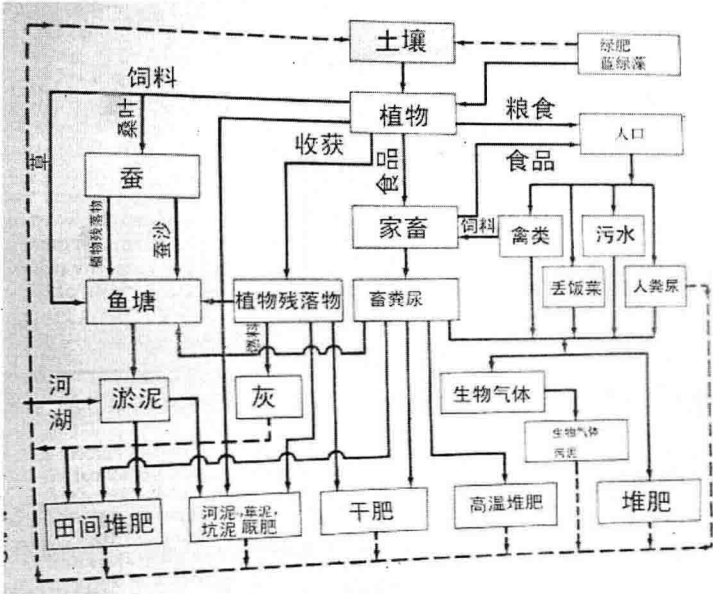 土壤
绿肥
蓝绿藻
饲料
植物
粮食
人口
桑叶
收获
食品
食品
草
蚕
家畜
饲料
禽类
污水
植物残落物
蚕沙
鱼塘
植物残落物
畜粪尿
丢饭菜
人粪尿
燃料
河
湖
淤泥
灰
生物气体
生物气体
污泥
田间堆肥
河泥,草泥,
坑泥 厩肥
干肥
高温堆肥
堆肥